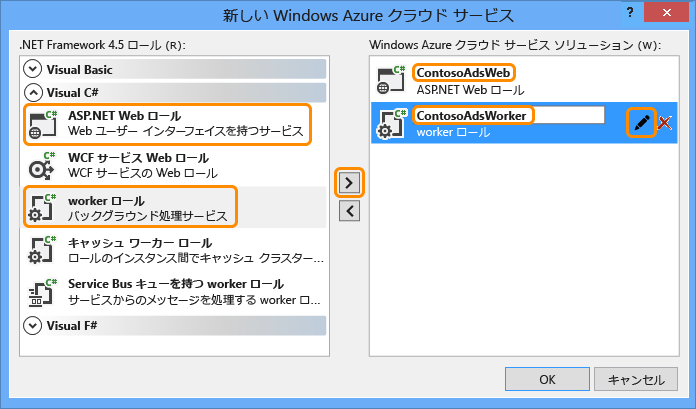 新しい Windows Azure クラウド サービス
?
.NET Framework 4.5 ロール (R):
Visual Basic
Visual C#
C#
ASP.NET Web ロール
Web ユーザー インターフェイスを持つサービス
C#
WCF サービス Web ロール
WCF サービスの Web ロール
C#
worker ロール
バックグラウンド処理サービス
C#
キャッシュ ワーカー ロール
ロールのインスタンス間でキャッシュ クラスター...
C#
Service Bus キューを持つ worker ロール
サービスからのメッセージを処理する worker ロ...
Visual F#
Windows Azure クラウド サービス ソリューション (W):
C#
ContosoAdsWeb
ASP.NET Web ロール
C#
ContosoAdsWorker
worker ロール
OK
キャンセル